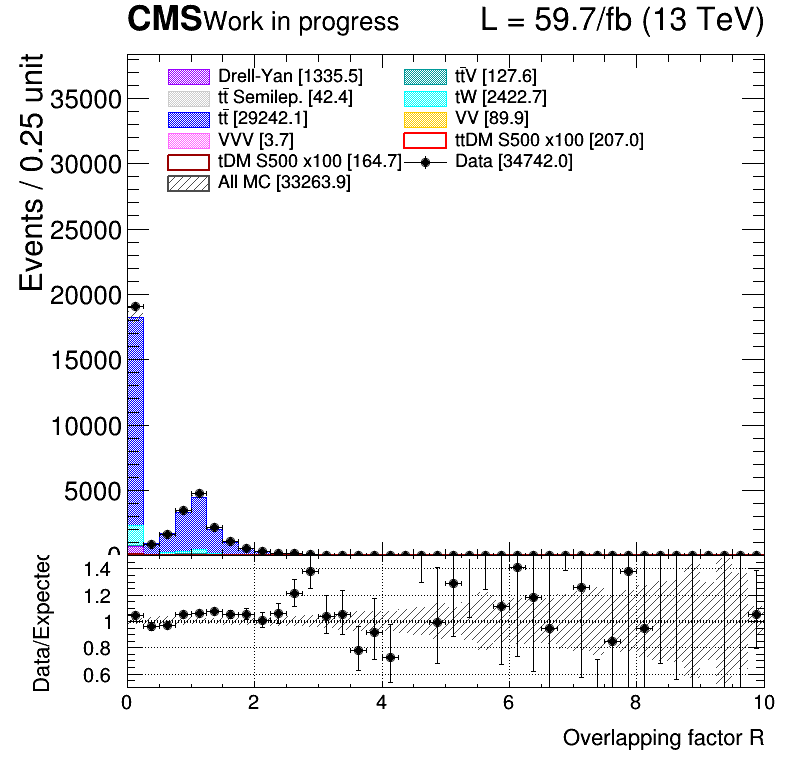 CMS Work in progress L = 59.7/fb (13 TeV)
Events / 0.25 unit
35000
30000
25000
20000
15000
10000
5000
0
Drell-Yan [1335.5] tt̄V [127.6]
tt̄ Semilep. [42.4] tW [2422.7]
tt̄ [29242.1] VV [89.9]
VVV [3.7] ttDM S500 x100 [207.0]
tDM S500 x100 [164.7] Data [34742.0]
All MC [33263.9]
Data/Expected
1.4
1.2
1
0.8
0.6
0 2 4 6 8 10
Overlapping factor R